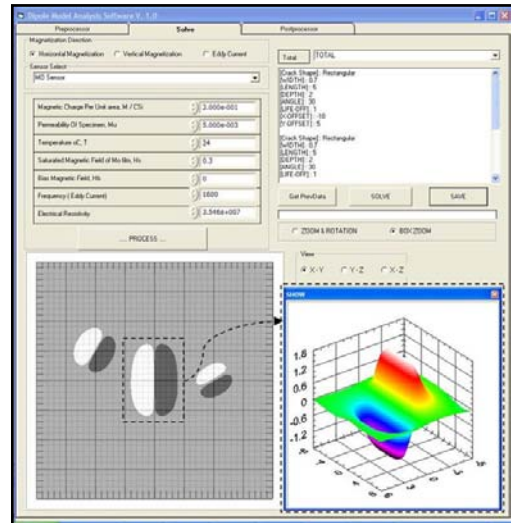 Dipole Model Analysis Software V. 1.0
Preprocessor Solve Postprocessor
Magnetization Direction
Horizontal Magnetization Vertical Magnetization Eddy Current
Sensor Select
MO Sensor
Magnetic Charge Per Unit area, M / CSi 2.000e-001
Permeability Of Specimen, Mu 5.000e-003
Temperature oC, T 24
Saturated Magnetic Field of Mo film, Hs 0.3
Bias Magnetic Field, Hb 0
Frequency ( Eddy Current) 1600
Electrical Resistivity 3.546e+007
... PROCESS ...
Total TOTAL
[Crack Shape]: Rectangular
[WIDTH]: 0.7
[LENGTH]: 5
[DEPTH]: 2
[ANGLE]: 30
[LIFE-OFF]: 1
[X-OFFSET]: -10
[Y-OFFSET]: 5
[Crack Shape]: Rectangular
[WIDTH]: 0.7
[LENGTH]: 5
[DEPTH]: 2
[ANGLE]: 30
[LIFE-OFF]: 1
Get PrevData SOLVE SAVE
ZOOM & ROTATION BOX ZOOM
View
X-Y Y-Z X-Z
SHOW
1.8
1.2
0.6
0
-0.6
-1.2